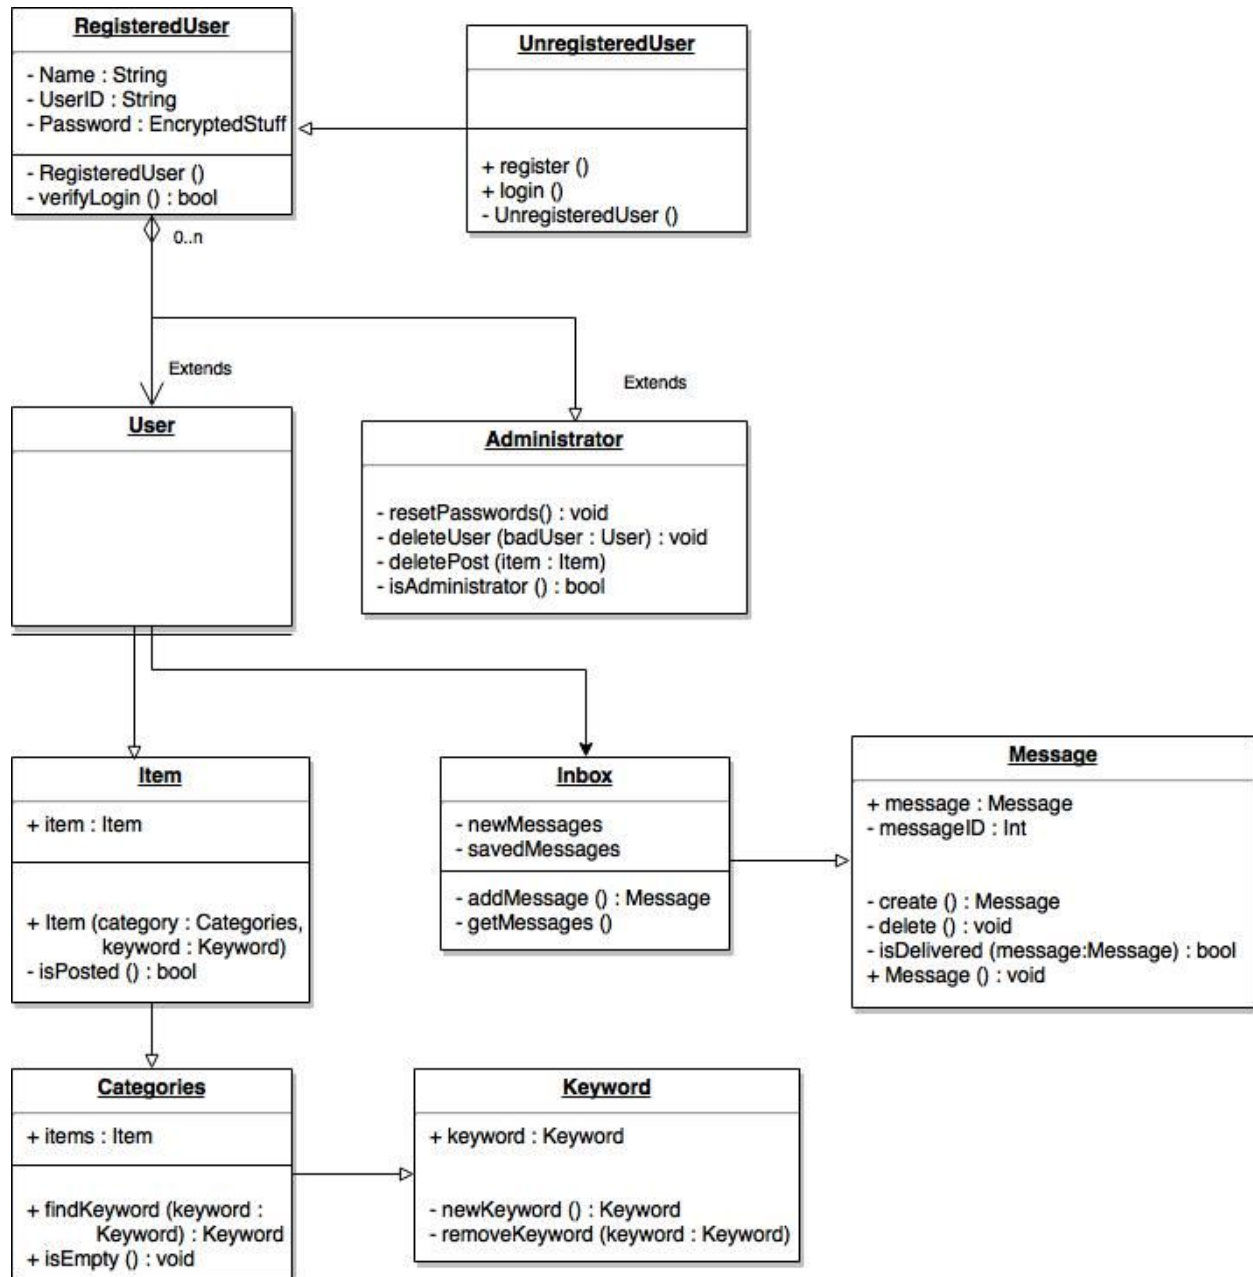 RegisteredUser
- Name : String
- UserID : String
- Password : EncryptedStuff
- RegisteredUser ()
- verifyLogin () : bool
UnregisteredUser
+ register ()
+ login ()
- UnregisteredUser ()
0..n
Extends
Extends
User
Administrator
- resetPasswords() : void
- deleteUser (badUser : User) : void
- deletePost (item : Item)
- isAdministrator () : bool
Item
+ item : Item
+ Item (category : Categories,
keyword : Keyword)
- isPosted () : bool
Inbox
- newMessages
- savedMessages
- addMessage () : Message
- getMessages ()
Message
+ message : Message
- messageID : Int
- create () : Message
- delete () : void
- isDelivered (message:Message) : bool
+ Message () : void
Categories
+ items : Item
+ findKeyword (keyword :
Keyword) : Keyword
+ isEmpty () : void
Keyword
+ keyword : Keyword
- newKeyword () : Keyword
- removeKeyword (keyword : Keyword)